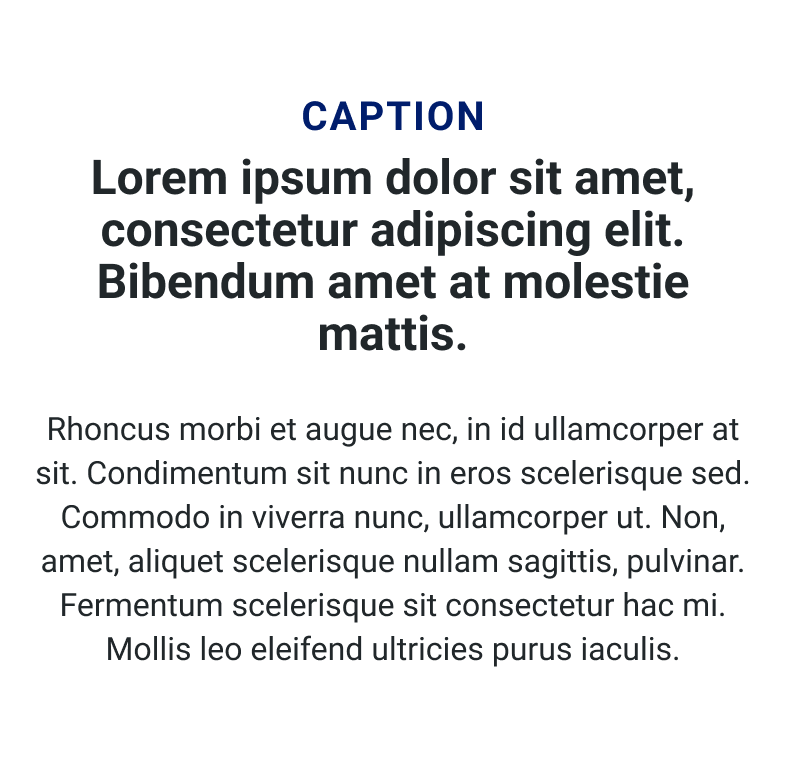 CAPTION
Lorem ipsum dolor sit amet,
consectetur adipiscing elit.
Bibendum amet at molestie
mattis.
Rhoncus morbi et augue nec, in id ullamcorper at
sit. Condimentum sit nunc in eros scelerisque sed.
Commodo in viverra nunc, ullamcorper ut. Non,
amet, aliquet scelerisque nullam sagittis, pulvinar.
Fermentum scelerisque sit consectetur hac mi.
Mollis leo eleifend ultricies purus iaculis.